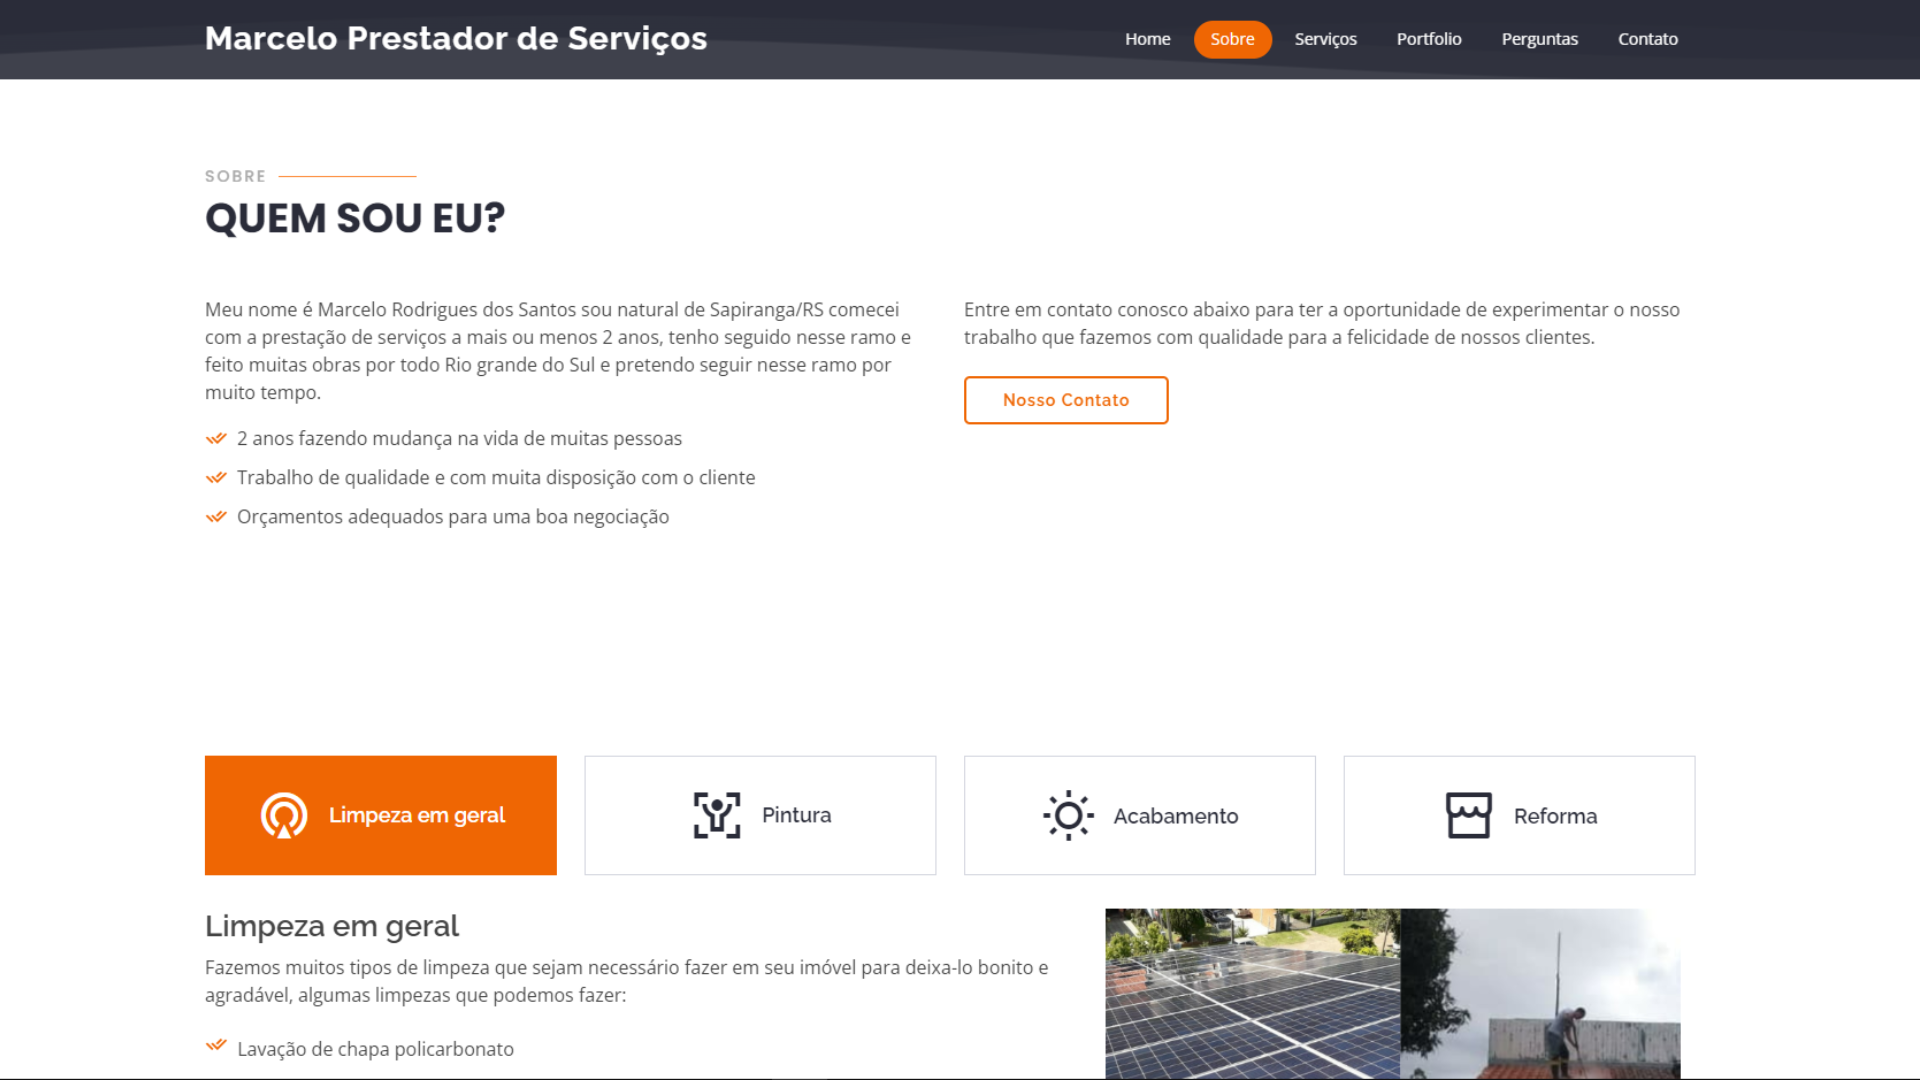 Marcelo Prestador de Serviços
Home
Sobre
Serviços
Portfolio
Perguntas
Contato
SOBRE
QUEM SOU EU?
Meu nome é Marcelo Rodrigues dos Santos sou natural de Sapiranga/RS comecei
com a prestação de serviços a mais ou menos 2 anos, tenho seguido nesse ramo e
feito muitas obras por todo Rio grande do Sul e pretendo seguir nesse ramo por
muito tempo.
2 anos fazendo mudança na vida de muitas pessoas
Trabalho de qualidade e com muita disposição com o cliente
Orçamentos adequados para uma boa negociação
Entre em contato conosco abaixo para ter a oportunidade de experimentar o nosso
trabalho que fazemos com qualidade para a felicidade de nossos clientes.
Nosso Contato
Limpeza em geral
Pintura
Acabamento
Reforma
Limpeza em geral
Fazemos muitos tipos de limpeza que sejam necessário fazer em seu imóvel para deixa-lo bonito e
agradável, algumas limpezas que podemos fazer:
Lavação de chapa policarbonato